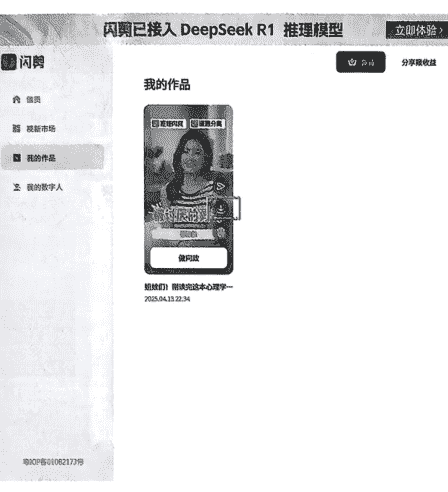 闪剪已接入 DeepSeek R1 推理模型
立即体验 ›
闪剪
会员
分享赚收益
我的作品
首页
模板市场
我的作品
我的数字人
做同款
姐妹们！刚读完这本心理学一
2025.04.13 22:34